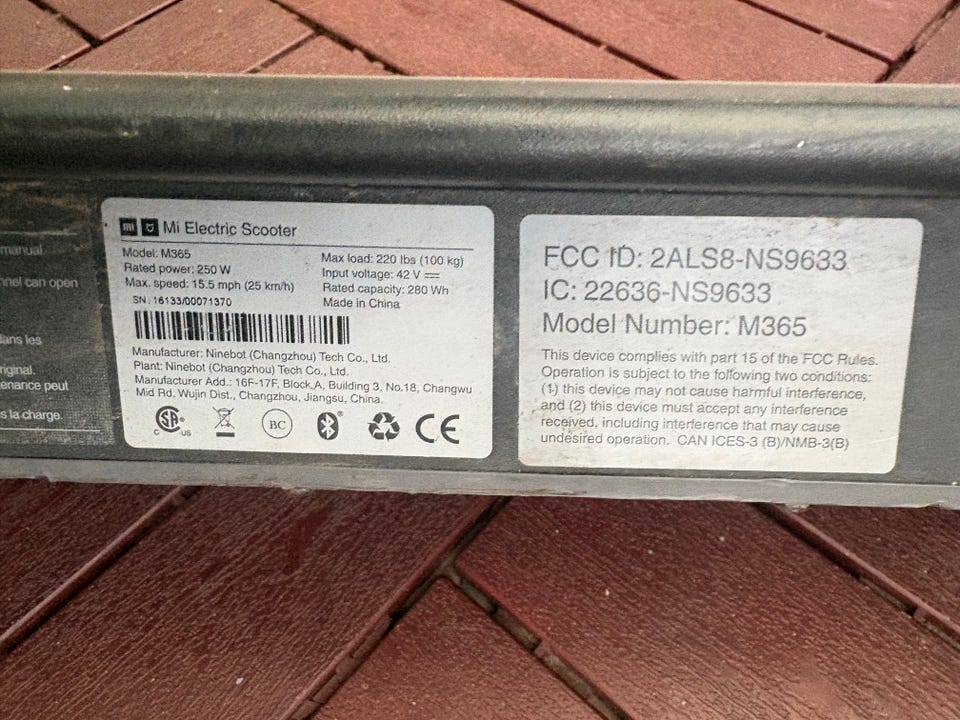 manual
nnel can open
dans les
riginal.
enance peut
s la charge.
mi Mi Electric Scooter
Model: M365
Rated power: 250 W
Max. speed: 15.5 mph (25 km/h)
SN: 16133/00071370
Max load: 220 lbs (100 kg)
Input voltage: 42 V
Rated capacity: 280 Wh
Made in China
Manufacturer: Ninebot (Changzhou) Tech Co., Ltd.
Plant: Ninebot (Changzhou) Tech Co., Ltd.
Manufacturer Add.: 16F-17F, Block,A, Building 3, No.18, Changwu
Mid Rd. Wujin Dist., Changzhou, Jiangsu, China.
SA C US BC CE
FCC ID: 2ALS8-NS9633
IC: 22636-NS9633
Model Number: M365
This device complies with part 15 of the FCC Rules.
Operation is subject to the following two conditions:
(1) this device may not cause harmful interference,
and (2) this device must accept any interference
received, including interference that may cause
undesired operation. CAN ICES-3 (B)/NMB-3(B)